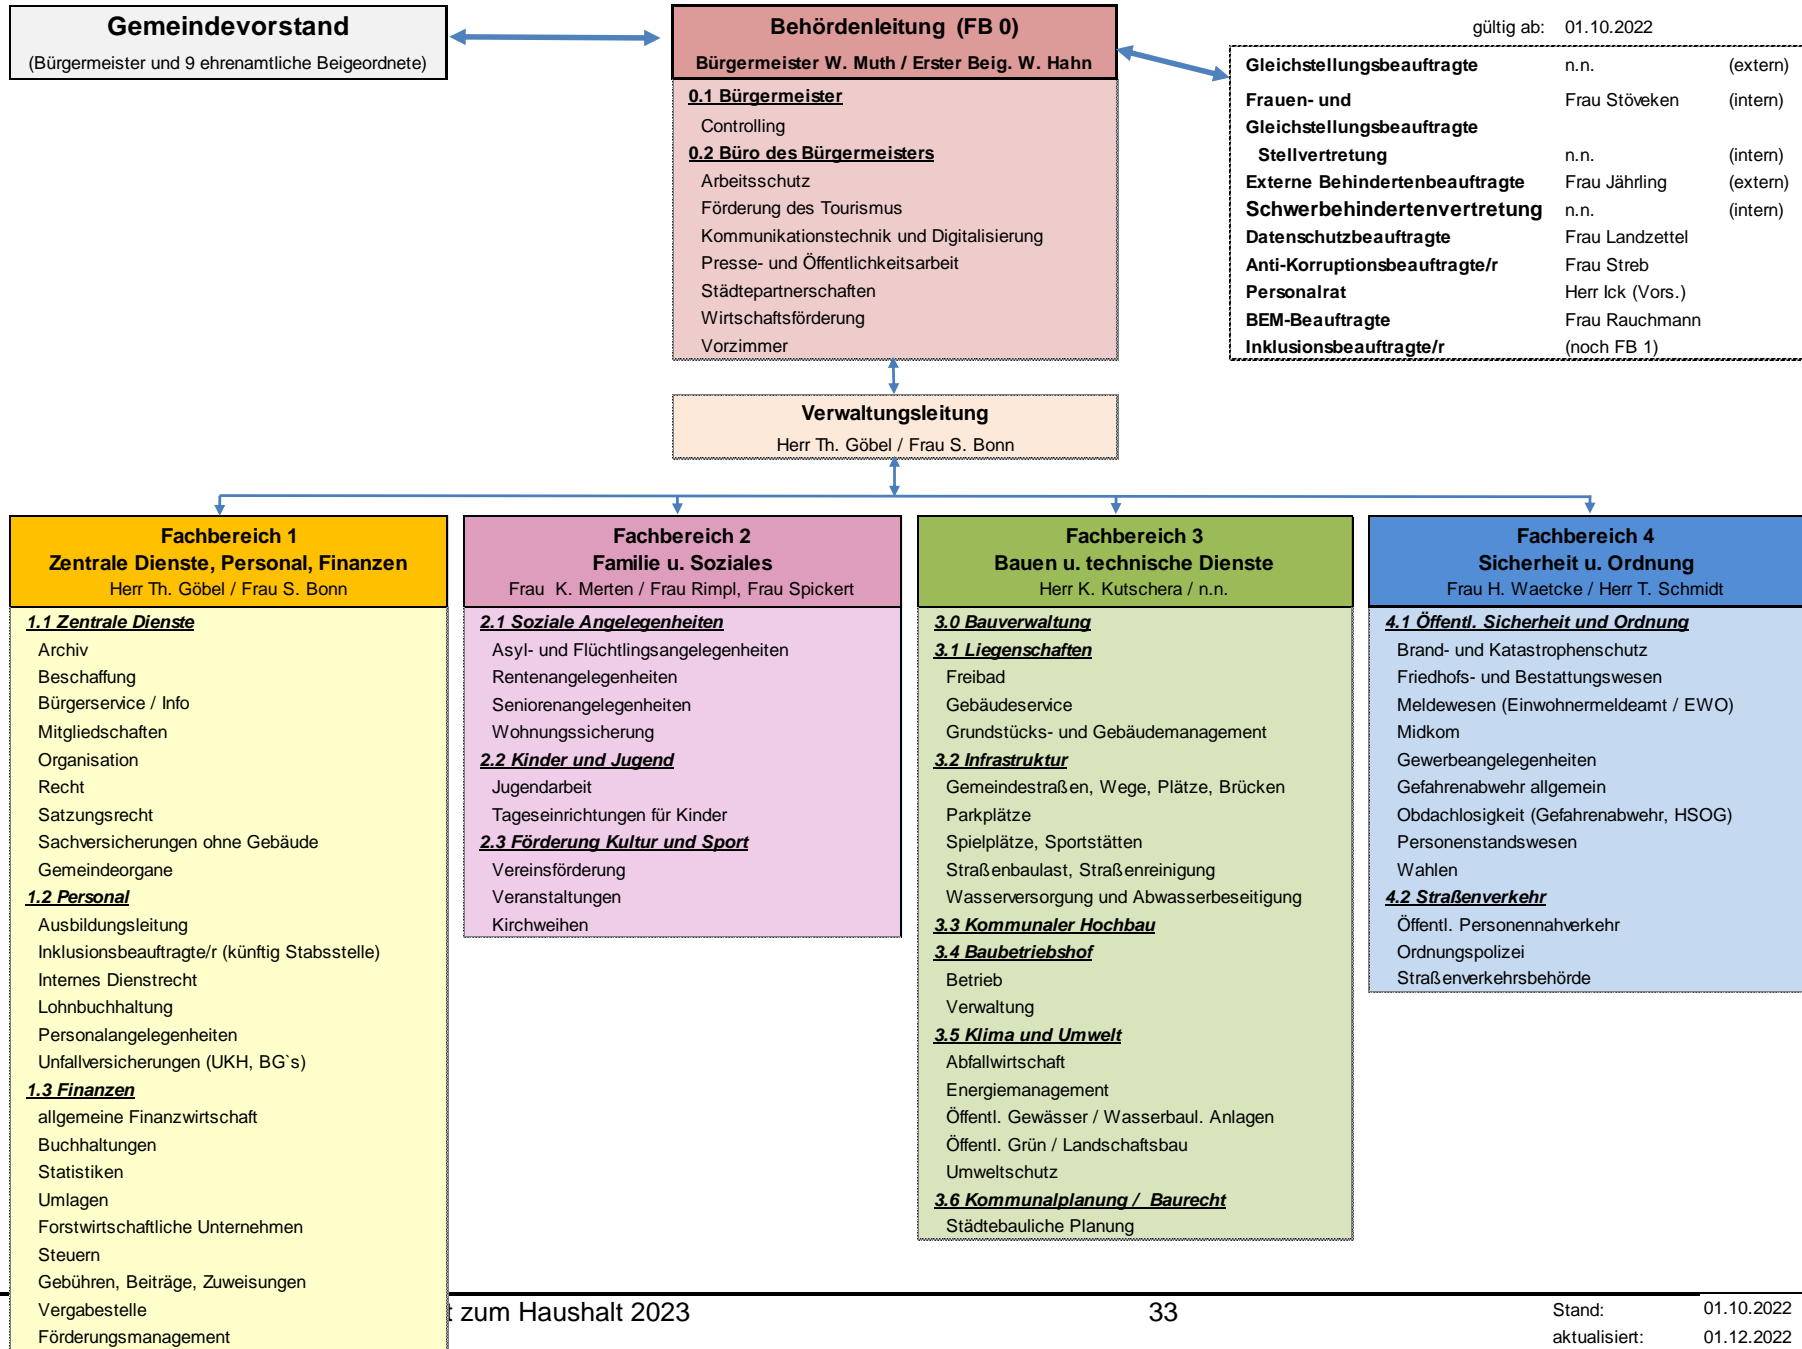 Gemeindevorstand
(Bürgermeister und 9 ehrenamtliche Beigeordnete)
Behördenleitung (FB 0)
Bürgermeister W. Muth / Erster Beig. W. Hahn
0.1 Bürgermeister
Controlling
0.2 Büro des Bürgermeisters
Arbeitsschutz
Förderung des Tourismus
Kommunikationstechnik und Digitalisierung
Presse- und Öffentlichkeitsarbeit
Städtepartnerschaften
Wirtschaftsförderung
Vorzimmer
gültig ab: 01.10.2022
Gleichstellungsbeauftragte n.n. (extern)
Frauen- und Frau Stöveken (intern)
Gleichstellungsbeauftragte
Stellvertretung n.n. (intern)
Externe Behindertenbeauftragte Frau Jährling (extern)
Schwerbehindertenvertretung n.n. (intern)
Datenschutzbeauftragte Frau Landzettel
Anti-Korruptionsbeauftragte/r Frau Streb
Personalrat Herr Ick (Vors.)
BEM-Beauftragte Frau Rauchmann
Inklusionsbeauftragte/r (noch FB 1)
Verwaltungsleitung
Herr Th. Göbel / Frau S. Bonn
Fachbereich 1
Zentrale Dienste, Personal, Finanzen
Herr Th. Göbel / Frau S. Bonn
1.1 Zentrale Dienste
Archiv
Beschaffung
Bürgerservice / Info
Mitgliedschaften
Organisation
Recht
Satzungsrecht
Sachversicherungen ohne Gebäude
Gemeindeorgane
1.2 Personal
Ausbildungsleitung
Inklusionsbeauftragte/r (künftig Stabsstelle)
Internes Dienstrecht
Lohnbuchhaltung
Personalangelegenheiten
Unfallversicherungen (UKH, BG`s)
1.3 Finanzen
allgemeine Finanzwirtschaft
Buchhaltungen
Statistiken
Umlagen
Forstwirtschaftliche Unternehmen
Steuern
Gebühren, Beiträge, Zuweisungen
Vergabestelle
Förderungsmanagement
Fachbereich 2
Familie u. Soziales
Frau K. Merten / Frau Rimpl, Frau Spickert
2.1 Soziale Angelegenheiten
Asyl- und Flüchtlingsangelegenheiten
Rentenangelegenheiten
Seniorenangelegenheiten
Wohnungssicherung
2.2 Kinder und Jugend
Jugendarbeit
Tageseinrichtungen für Kinder
2.3 Förderung Kultur und Sport
Vereinsförderung
Veranstaltungen
Kirchweihen
Fachbereich 3
Bauen u. technische Dienste
Herr K. Kutschera / n.n.
3.0 Bauverwaltung
3.1 Liegenschaften
Freibad
Gebäudeservice
Grundstücks- und Gebäudemanagement
3.2 Infrastruktur
Gemeindestraßen, Wege, Plätze, Brücken
Parkplätze
Spielplätze, Sportstätten
Straßenbaulast, Straßenreinigung
Wasserversorgung und Abwasserbeseitigung
3.3 Kommunaler Hochbau
3.4 Baubetriebshof
Betrieb
Verwaltung
3.5 Klima und Umwelt
Abfallwirtschaft
Energiemanagement
Öffentl. Gewässer / Wasserbaul. Anlagen
Öffentl. Grün / Landschaftsbau
Umweltschutz
3.6 Kommunalplanung / Baurecht
Städtebauliche Planung
Fachbereich 4
Sicherheit u. Ordnung
Frau H. Waetcke / Herr T. Schmidt
4.1 Öffentl. Sicherheit und Ordnung
Brand- und Katastrophenschutz
Friedhofs- und Bestattungswesen
Meldewesen (Einwohnermeldeamt / EWO)
Midkom
Gewerbeangelegenheiten
Gefahrenabwehr allgemein
Obdachlosigkeit (Gefahrenabwehr, HSOG)
Personenstandswesen
Wahlen
4.2 Straßenverkehr
Öffentl. Personennahverkehr
Ordnungspolizei
Straßenverkehrsbehörde
t zum Haushalt 2023 33
Stand: 01.10.2022
aktualisiert: 01.12.2022